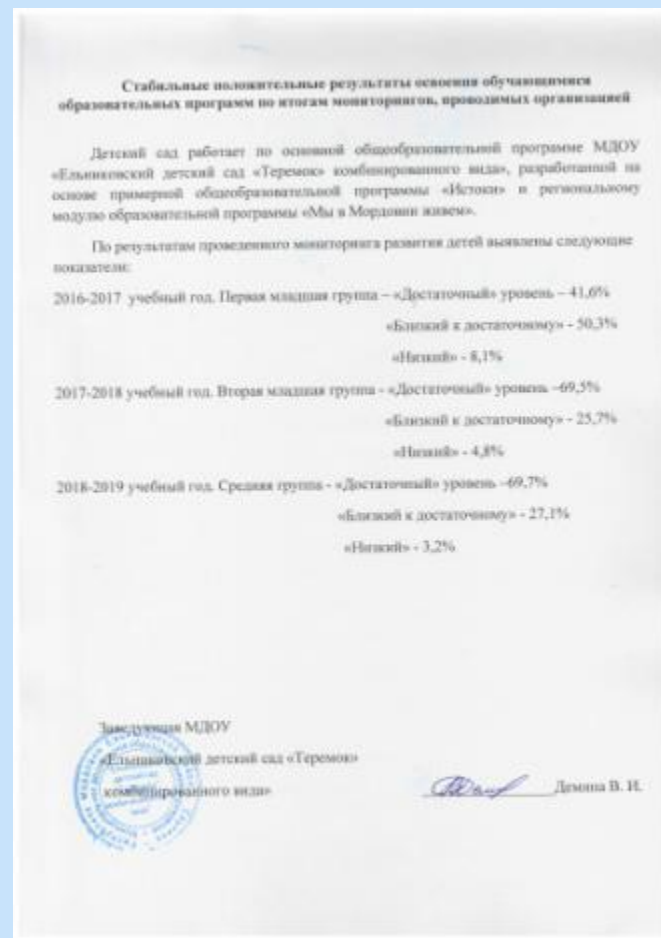 Стабильные положительные результаты освоения обучающимися
образовательных программ по итогам мониторингов, проводимых организацией
Детский сад работает по основной общеобразовательной программе МДОУ
«Ельниковский детский сад «Теремок» комбинированного вида», разработанной на
основе примерной общеобразовательной программы «Истоки» и региональному
модулю образовательной программы «Мы в Мордовии живем».
По результатам проведенного мониторинга развития детей выявлены следующие
показатели:
2016-2017 учебный год. Первая младшая группа – «Достаточный» уровень – 41,6%
«Близкий к достаточному» - 50,3%
«Низкий» - 8,1%
2017-2018 учебный год. Вторая младшая группа - «Достаточный» уровень –69,5%
«Близкий к достаточному» - 25,7%
«Низкий» - 4,8%
2018-2019 учебный год. Средняя группа - «Достаточный» уровень –69,7%
«Близкий к достаточному» - 27,1%
«Низкий» - 3,2%
Заведующая МДОУ
«Ельниковский детский сад «Теремок»
комбинированного вида» Демина В. И.